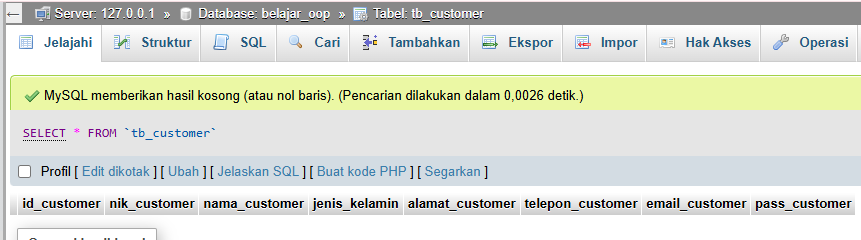 ← Server: 127.0.0.1 » Database: belajar_oop » Tabel: tb_customer
Jelajahi Struktur SQL Cari Tambahkan Ekspor Impor Hak Akses Operasi
MySQL memberikan hasil kosong (atau nol baris). (Pencarian dilakukan dalam 0,0026 detik.)
SELECT * FROM `tb_customer`
Profil [ Edit dikotak ] [ Ubah ] [ Jelaskan SQL ] [ Buat kode PHP ] [ Segarkan ]
id_customer nik_customer nama_customer jenis_kelamin alamat_customer telepon_customer email_customer pass_customer